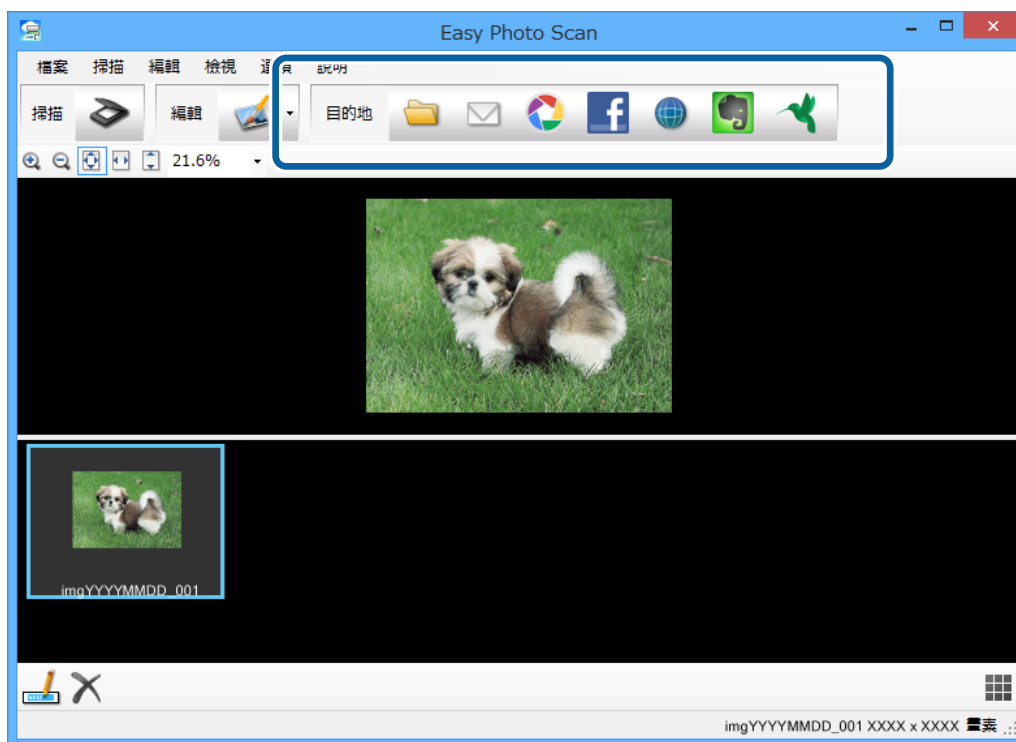 Easy Photo Scan
檔案 掃描 編輯 檢視 說明
掃描 編輯 目的地
21.6%
imgYYYYMMDD_001
imgYYYYMMDD_001 XXXX x XXXX 畫素